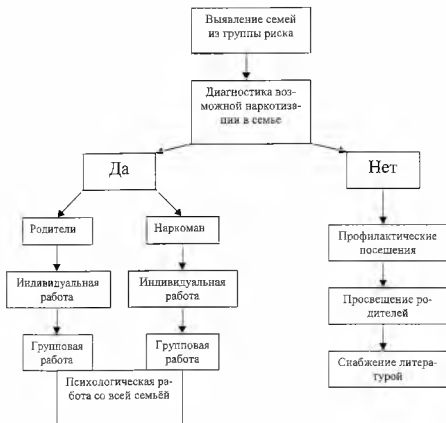 Выявление семей
из группы риска
Диагностика воз-
можной наркотиза-
ции в семье
Да
Нет
Родители
Наркоман
Профилактические
посещения
Индивидуальная
работа
Индивидуальная
работа
Просвещение ро-
дителей
Групповая
работа
Групповая
работа
Снабжение литера-
турой
Психологическая ра-
бота со всей семьёй